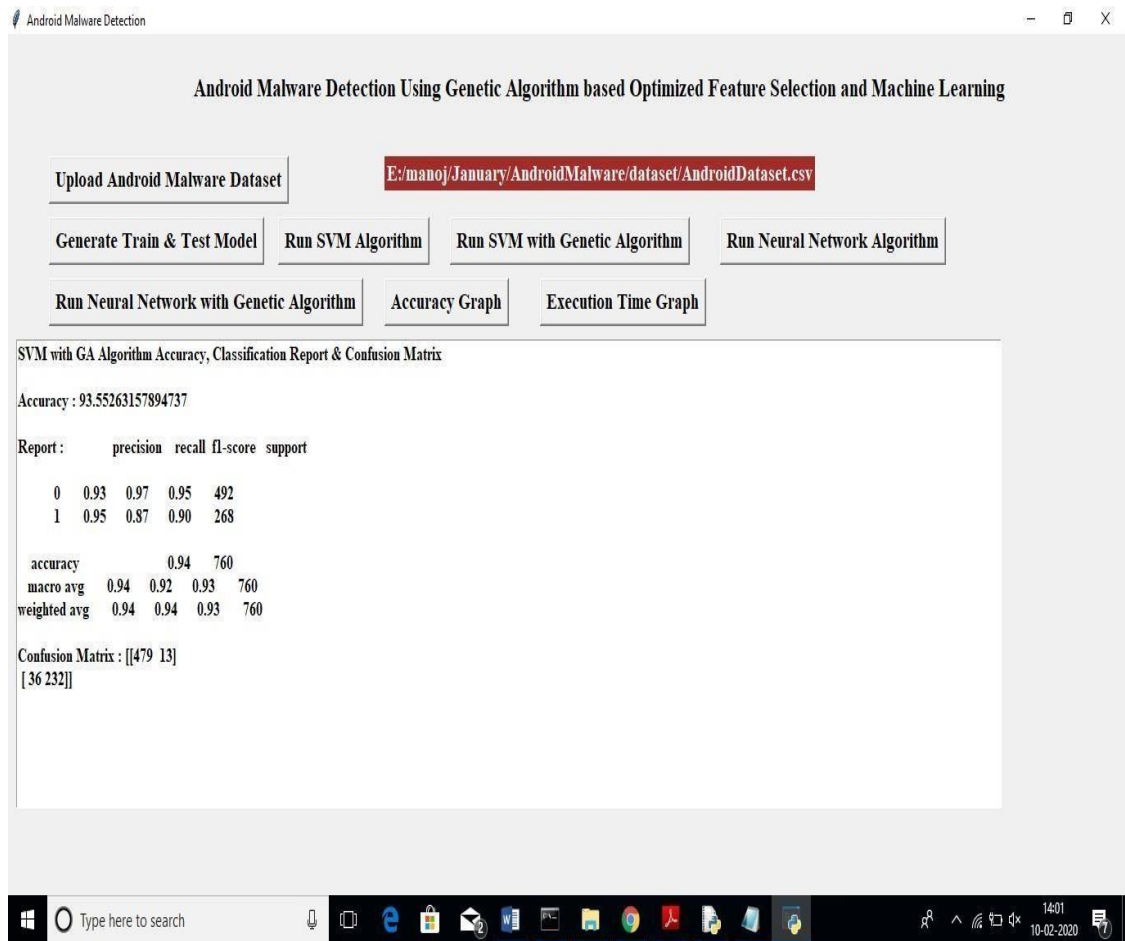 Android Malware Detection
Android Malware Detection Using Genetic Algorithm based Optimized Feature Selection and Machine Learning
Upload Android Malware Dataset
E:/manoj/January/AndroidMalware/dataset/AndroidDataset.csv
Generate Train & Test Model
Run SVM Algorithm
Run SVM with Genetic Algorithm
Run Neural Network Algorithm
Run Neural Network with Genetic Algorithm
Accuracy Graph
Execution Time Graph
SVM with GA Algorithm Accuracy, Classification Report & Confusion Matrix
Accuracy : 93.55263157894737
Report : precision recall f1-score support
0 0.93 0.97 0.95 492
1 0.95 0.87 0.90 268
accuracy 0.94 760
macro avg 0.94 0.92 0.93 760
weighted avg 0.94 0.94 0.93 760
Confusion Matrix : [[479 13]
[ 36 232]]
Type here to search
14:01
10-02-2020